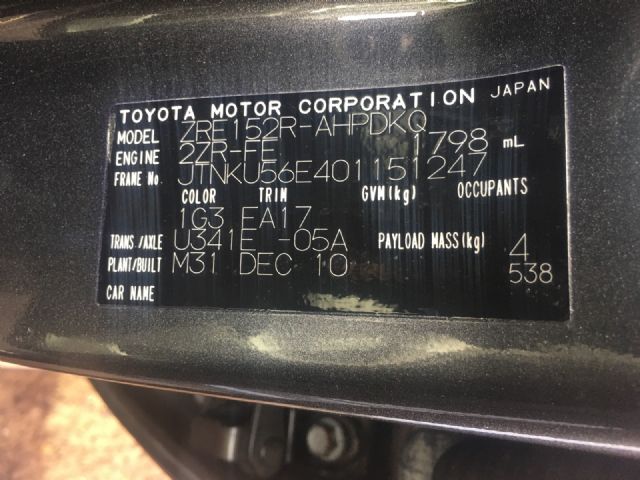 TOYOTA MOTOR CORPORATION JAPAN
MODEL ZRE152R-AHPDKQ
ENGINE 2ZR-FE 1798 mL
FRAME No JTNKU56E401151247
COLOR TRIM GVM(kg) OCCUPANTS
1G3 EA17
TRANS./AXLE U341E -05A PAYLOAD MASS(kg) 4
PLANT/BUILT M31 DEC 10 538
CAR NAME